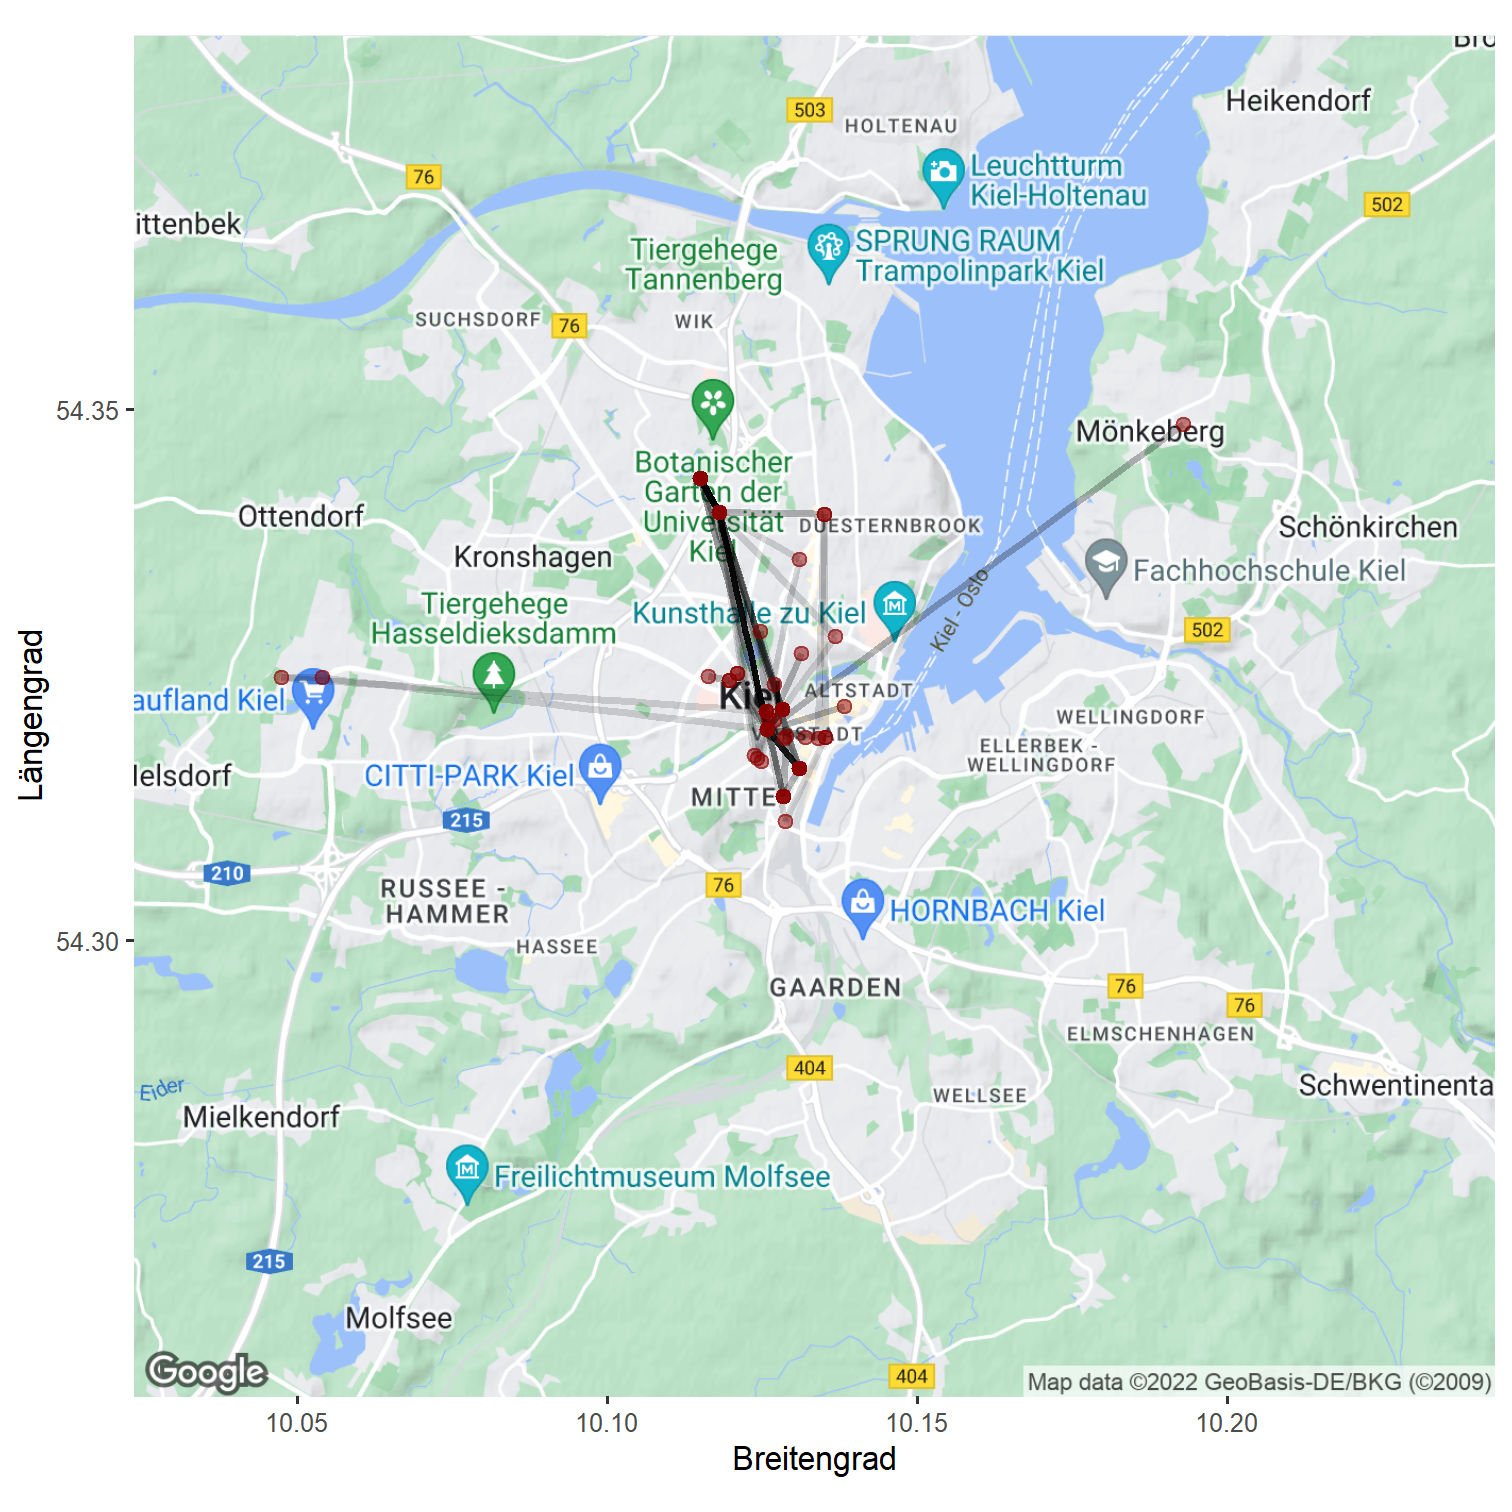 Bro
Heikendorf
503
HOLTENAU
Leuchtturm
Kiel-Holtenau
76
502
ittenbek
SPRUNG RAUM
Trampolinpark Kiel
Tiergehege
Tannenberg
SUCHSDORF
76
WIK
54.35
Mönkeberg
Botanischer
Garten der
Universität
Kiel
Ottendorf
DUESTERNBROOK
Schönkirchen
Kronshagen
Fachhochschule Kiel
Tiergehege
Hasseldieksdamm
Kunsthalle zu Kiel
Kiel - Oslo
502
aufland Kiel
Kiel
ALTSTADT
WELLINGDORF
VORSTADT
ELLERBEK -
WELLINGDORF
Längengrad
elsdorf
CITTI-PARK Kiel
MITTE
215
210
76
RUSSEE -
HAMMER
HORNBACH Kiel
54.30
HASSEE
GAARDEN
76
76
ELMSCHENHAGEN
404
Schwentinenta
Eider
WELLSEE
Mielkendorf
Freilichtmuseum Molfsee
215
Molfsee
Google
404
Map data ©2022 GeoBasis-DE/BKG (©2009)
10.05
10.10
10.15
10.20
Breitengrad